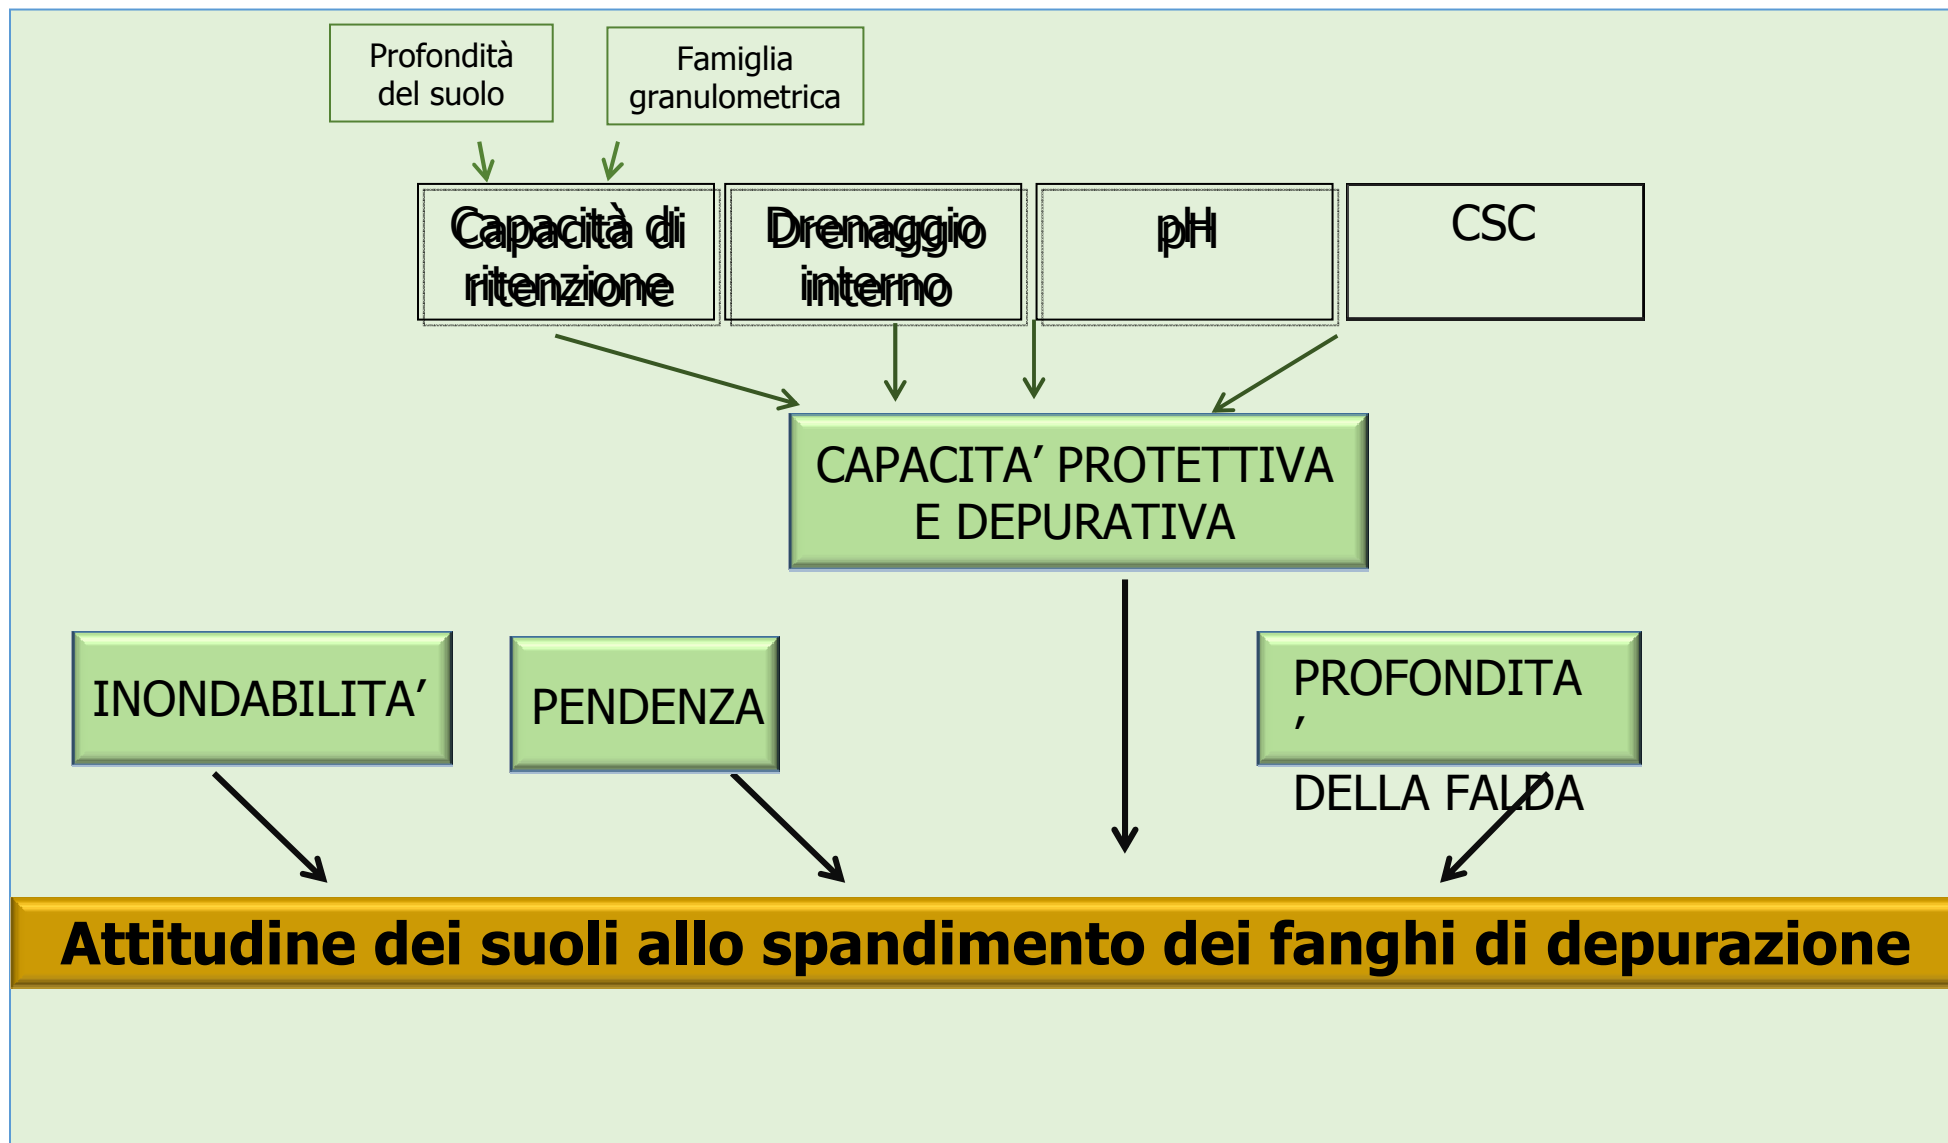 Profondità
del suolo
Famiglia
granulometrica
Capacità di
ritenzione
Drenaggio
interno
pH
CSC
CAPACITA’ PROTETTIVA
E DEPURATIVA
INONDABILITA’
PENDENZA
PROFONDITA
’
DELLA FALDA
Attitudine dei suoli allo spandimento dei fanghi di depurazione